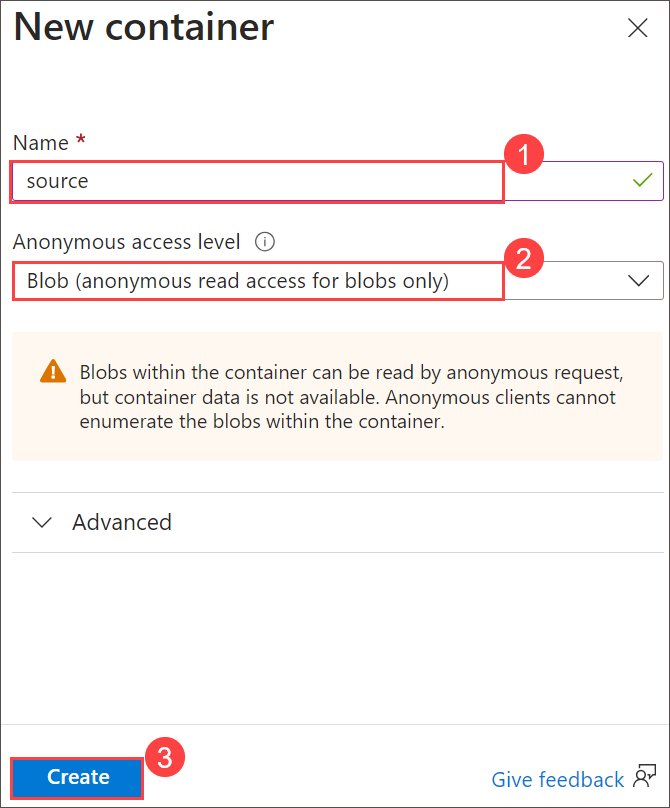 New container
Name *
1
source
Anonymous access level
2
Blob (anonymous read access for blobs only)
Blobs within the container can be read by anonymous request,
but container data is not available. Anonymous clients cannot
enumerate the blobs within the container.
Advanced
3
Create
Give feedback